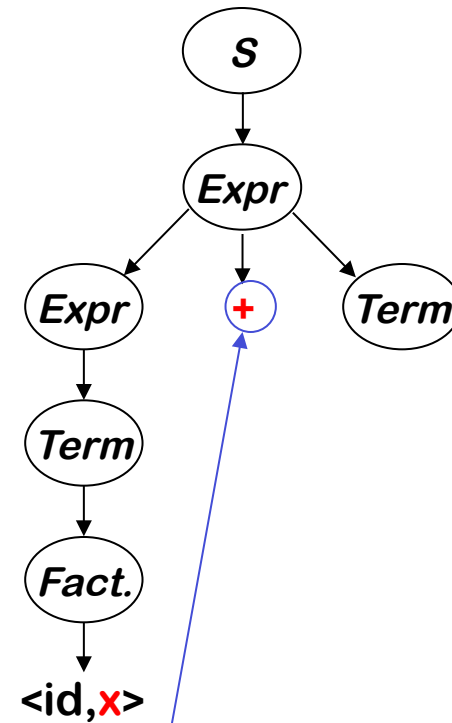 S
Expr
Expr + Term
Term
Fact.
<id,x>